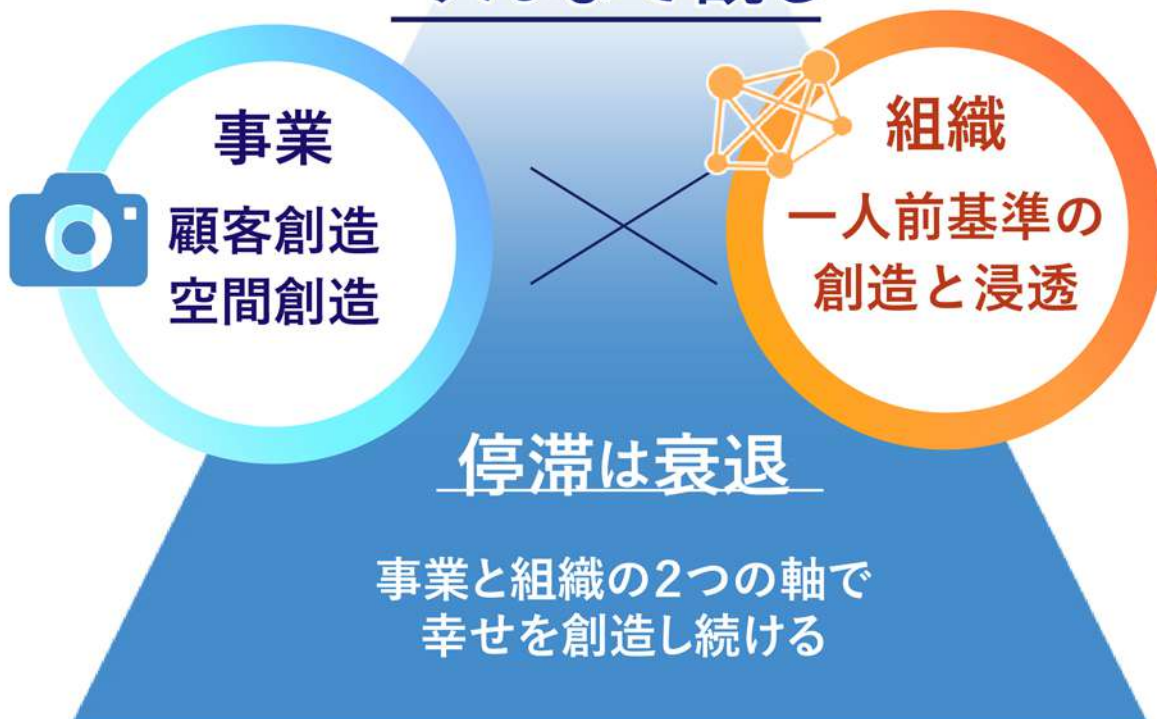 事業
顧客創造
空間創造
組織
一人前基準の
創造と浸透
停滞は衰退
事業と組織の2つの軸で
幸せを創造し続ける